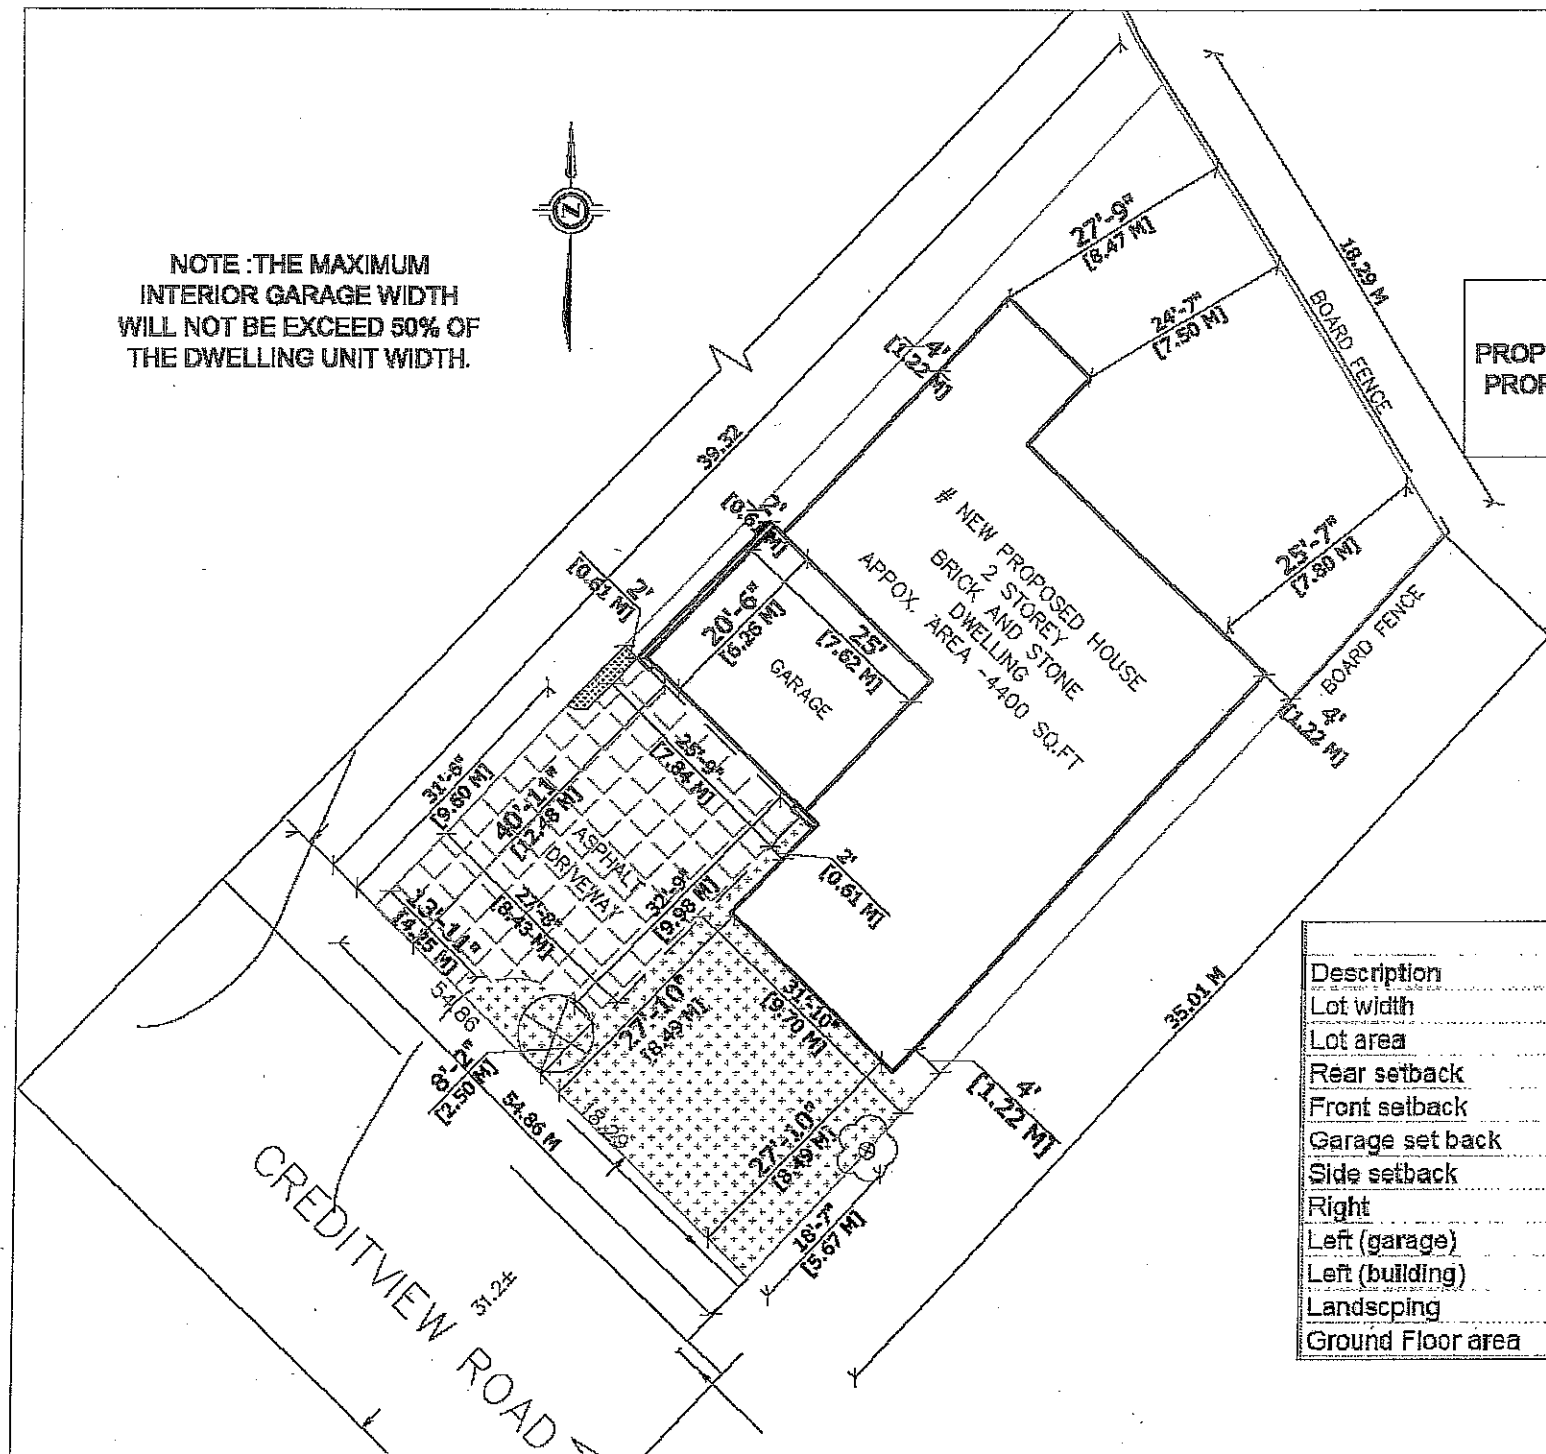 NOTE :THE MAXIMUM
INTERIOR GARAGE WIDTH
WILL NOT BE EXCEED 50% OF
THE DWELLING UNIT WIDTH.
Z
27'-9"
[8.47 M]
24'-7"
[7.50 M]
18.29 M
BOARD FENCE
PROP
PROP
4'
[1.22 M]
39.32
2'
[0.61 M]
2'
[0.61 M]
# NEW PROPOSED HOUSE
2 STOREY
BRICK AND STONE
DWELLING
APPOX. AREA -4400 SQ.FT
25'-7"
[7.80 M]
BOARD FENCE
4'
[1.22 M]
20'-6"
[6.26 M]
25'
[7.62 M]
GARAGE
25'-9"
[7.84 M]
31'-6"
[9.60 M]
40'-11"
[12.48 M]
ASPHALT
DRIVEWAY
27'-8"
[8.43 M]
32'-9"
[9.98 M]
2'
[0.61 M]
13'-11"
[4.25 M]
54.86
27'-10"
[8.49 M]
31'-10"
[9.70 M]
35.01 M
8'-2"
[2.50 M]
54.86 M
18.29
4'
[1.22 M]
27'-10"
[8.49 M]
18'-7"
[5.67 M]
CREDITVIEW ROAD
31.2±
Description
Lot width
Lot area
Rear setback
Front setback
Garage set back
Side setback
Right
Left (garage)
Left (building)
Landscping
Ground Floor area